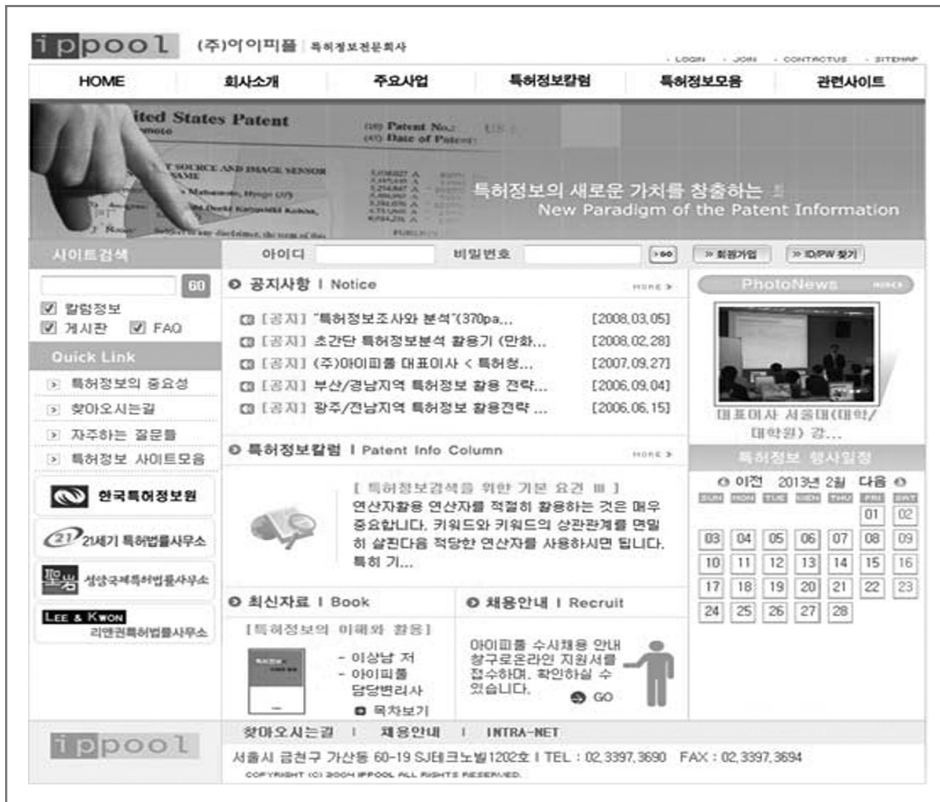 ippool (주)아이피풀 | 특허정보전문회사
· LOGIN · JOIN · CONTACTUS · SITEMAP
HOME 회사소개 주요사업 특허정보칼럼 특허정보모음 관련사이트
ited States Patent
(10) Patent No.:
(45) Date of Patent:
SOURCE AND IMAGE SENSOR
특허정보의 새로운 가치를 창출하는
New Paradigm of the Patent Information
사이트검색
아이디 비밀번호 >GO >> 회원가입 >> ID/PW 찾기
GO
칼럼정보
게시판 FAQ
Quick Link
> 특허정보의 중요성
> 찾아오시는길
> 자주하는 질문들
> 특허정보 사이트모음
한국특허정보원
21 21세기 특허법률사무소
聖岩 성암국제특허법률사무소
LEE & KWON
리앤권특허법률사무소
공지사항 | Notice MORE >
[공지] "특허정보조사와 분석"(370pa... [2008.03.05]
[공지] 초간단 특허정보분석 활용기 (만화... [2008.02.28]
[공지] (주)아이피풀 대표이사 < 특허청... [2007.09.27]
[공지] 부산/경남지역 특허정보 활용 전략... [2006.09.04]
[공지] 광주/전남지역 특허정보 활용전략 ... [2006.06.15]
특허정보칼럼 | Patent Info Column MORE >
[ 특허정보검색을 위한 기본 요건 Ⅲ ]
연산자활용 연산자를 적절히 활용하는 것은 매우
중요합니다. 키워드와 키워드의 상관관계를 면밀
히 살핀다음 적당한 연산자를 사용하시면 됩니다.
특히 기...
최신자료 | Book
[특허정보의 이해와 활용]
- 이상남 저
- 아이피풀
담당변리사
목차보기
채용안내 | Recruit
아이피풀 수시채용 안내
창구로온라인 지원서를
접수하며, 확인하실 수
있습니다.
GO
PhotoNews MORE
대표이사 서울대(대학/
대학원) 강...
특허정보 행사일정
이전 2013년 2월 다음
SUN MON TUE WEN THU FRI SAT
01 02
03 04 05 06 07 08 09
10 11 12 13 14 15 16
17 18 19 20 21 22 23
24 25 26 27 28
ippool
찾아오시는길 | 채용안내 | INTRA-NET
서울시 금천구 가산동 60-19 SJ테크노빌1202호 | TEL : 02.3397.3690 FAX : 02.3397.3694
COPYRIGHT (C) 2004 IPPOOL ALL RIGHTS RESERVED.